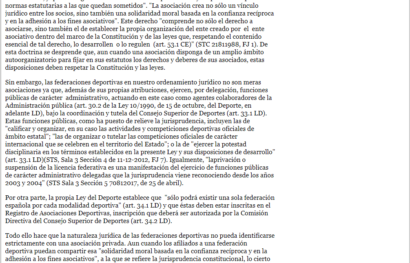 normas estatutarias a las que quedan sometidos". "La asociación crea no sólo un vínculo
jurídico entre los socios, sino también una solidaridad moral basada en la confianza recíproca
y en la adhesión a los fines asociativos". Este derecho "comprende no sólo el derecho a
asociarse, sino también el de establecer la propia organización del ente creado por el ente
asociativo dentro del marco de la Constitución y de las leyes que, respetando el contenido
esencial de tal derecho, lo desarrollen o lo regulen (art. 53.1 CE)" (STC 2181988, FJ 1). De
esta doctrina se desprende que, aun cuando una asociación disponga de un amplio ámbito
autoorganizatorio para fijar en sus estatutos los derechos y deberes de sus asociados, estas
disposiciones deben respetar la Constitución y las leyes.
Sin embargo, las federaciones deportivas en nuestro ordenamiento jurídico no son meras
asociaciones ya que, además de sus propias atribuciones, ejercen, por delegación, funciones
públicas de carácter administrativo, actuando en este caso como agentes colaboradores de la
Administración pública (art. 30.2 de la Ley 10/1990, de 15 de octubre, del Deporte, en
adelante LD), bajo la coordinación y tutela del Consejo Superior de Deportes (art. 33.1 LD).
Estas funciones públicas, como ha puesto de relieve la jurisprudencia, incluyen las de
"calificar y organizar, en su caso las actividades y competiciones deportivas oficiales de
ámbito estatal"; "las de organizar o tutelar las competiciones oficiales de carácter
internacional que se celebren en el territorio del Estado"; o la de "ejercer la potestad
disciplinaria en los términos establecidos en la presente Ley y sus disposiciones de desarrollo"
(art. 33.1 LD)(STS, Sala 3 Sección 4 de 11-12-2012, FJ 7). Igualmente, "laprivación o
suspensión de la licencia federativa es una manifestación del ejercicio de funciones públicas
de carácter administrativo delegadas que la jurisprudencia viene reconociendo desde los años
2003 y 2004" (STS Sala 3 Sección 5 70812017, de 25 de abril).
Por otra parte, la propia Ley del Deporte establece que "sólo podrá existir una sola federación
española por cada modalidad deportiva" (art. 34.1 LD) y que éstas deben estar inscritas en el
Registro de Asociaciones Deportivas, inscripción que deberá ser autorizada por la Comisión
Directiva del Consejo Superior de Deportes (art. 34.2 LD).
Todo ello hace que la naturaleza jurídica de las federaciones deportivas no pueda identificarse
estrictamente con una asociación privada. Aun cuando los afiliados a una federación
deportiva puedan compartir esa "solidaridad moral basada en la confianza recíproca y en la
adhesión a los fines asociativos", a la que se refiere la jurisprudencia constitucional, lo cierto